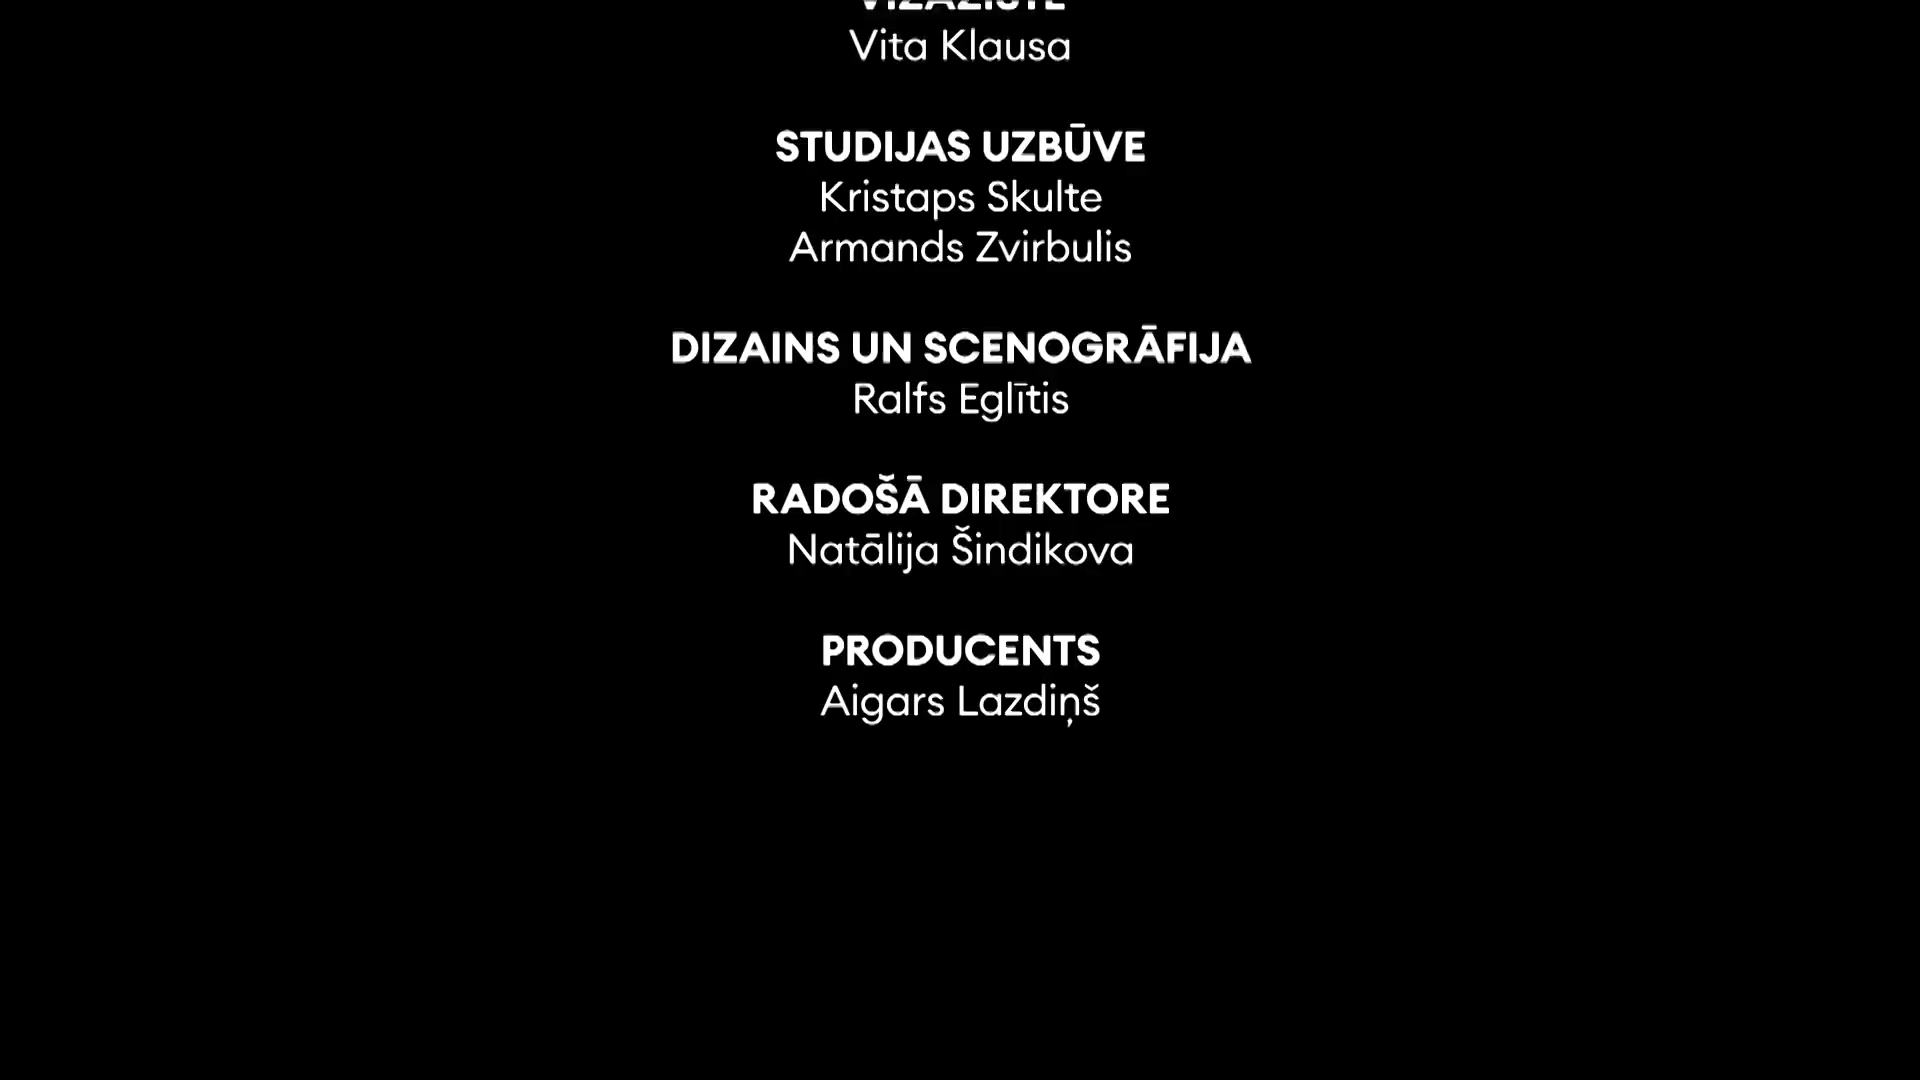 VIZĀŽISTE
Vita Klausa
STUDIJAS UZBŪVE
Kristaps Skulte
Armands Zvirbulis
DIZAINS UN SCENOGRĀFIJA
Ralfs Eglītis
RADOŠĀ DIREKTORE
Natālija Šindikova
PRODUCENTS
Aigars Lazdiņš